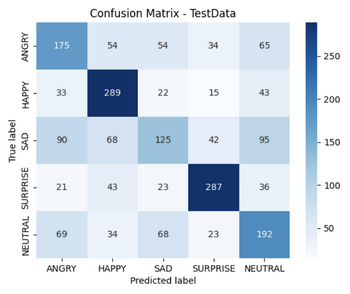 Confusion Matrix - TestData
ANGRY 175 54 54 34 65
HAPPY 33 289 22 15 43
SAD 90 68 125 42 95
SURPRISE 21 43 23 287 36
NEUTRAL 69 34 68 23 192
ANGRY HAPPY SAD SURPRISE NEUTRAL
Predicted label
True label
250
200
150
100
50